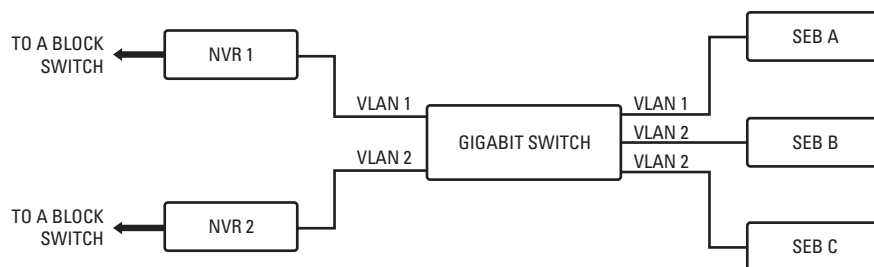 TO A BLOCK
SWITCH
NVR 1
VLAN 1
GIGABIT SWITCH
VLAN 1
SEB A
VLAN 2
SEB B
VLAN 2
SEB C
VLAN 2
TO A BLOCK
SWITCH
NVR 2